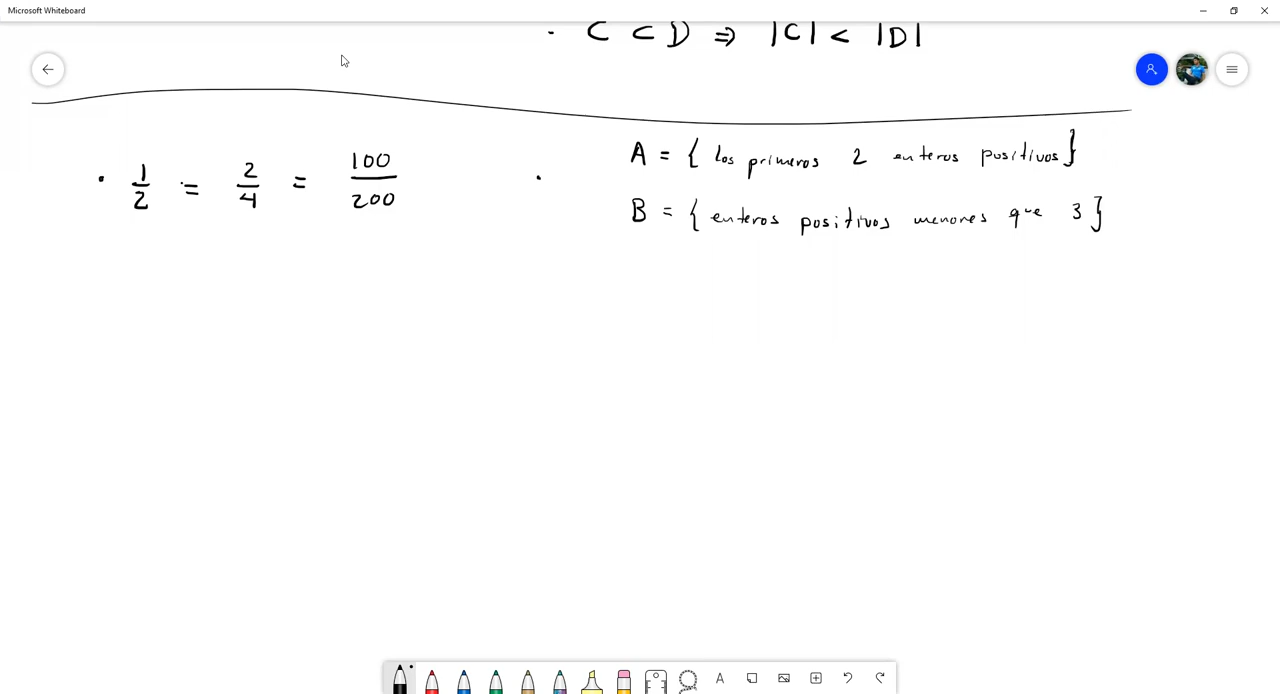 Microsoft Whiteboard
· C ⊂ D ⇒ |C| < |D|
· 1/2 = 2/4 = 100/200
· A = { los primeros 2 enteros positivos }
B = { enteros positivos menores que 3 }
A